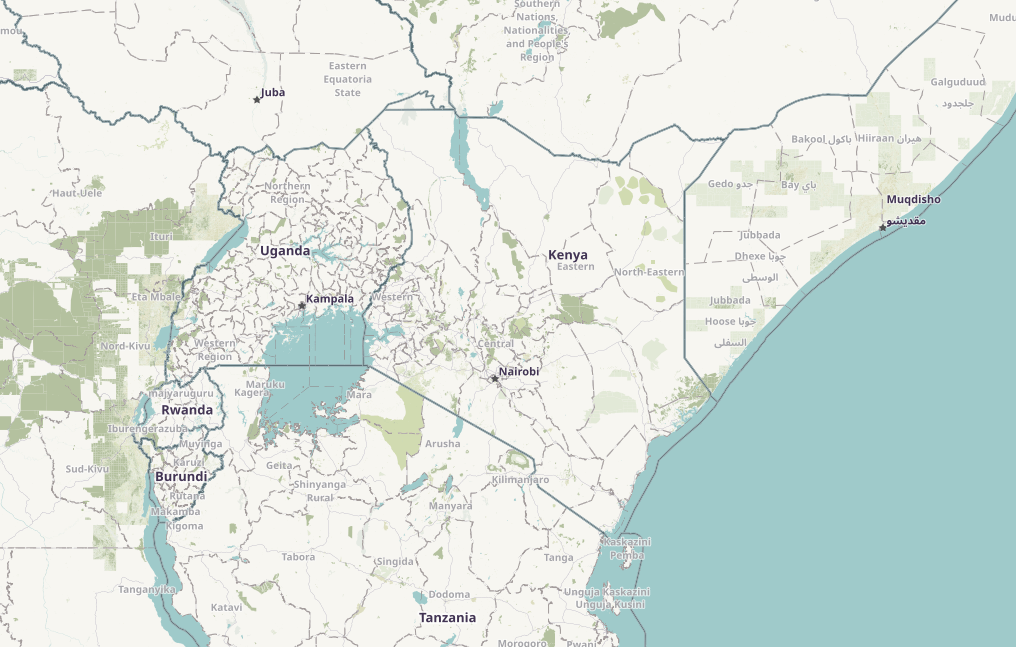 Southern
Nations,
Nationalities
and People's
Region
Mudu
mou
Eastern
Equatoria
State
Juba
Galguduud
جلجدود
Bakool باكول
Hiiraan هيران
Gedo جدو
Bay باي
Haut-Uele
Northern
Region
Muqdisho
مقديشو
Ituri
Uganda
Kenya
Eastern
North-Eastern
Jubbada
Dhexe جوبا
الوسطى
Eta Mbale
Kampala
Western
Jubbada
Hoose جوبا
السفلى
Nord-Kivu
Western
Region
Central
Nairobi
Maruku
Kagera
Mara
majyaruguru
Rwanda
Iburengerazuba
Muyinga
Arusha
Sud-Kivu
Karuzi
Burundi
Rutana
Makamba
Kigoma
Geita
Shinyanga
Rural
Kilimanjaro
Manyara
Kaskazini
Pemba
Tabora
Singida
Tanga
Tanganyika
Katavi
Dodoma
Unguja Kaskazini
Unguja Kusini
Tanzania
Morogoro
Pwani